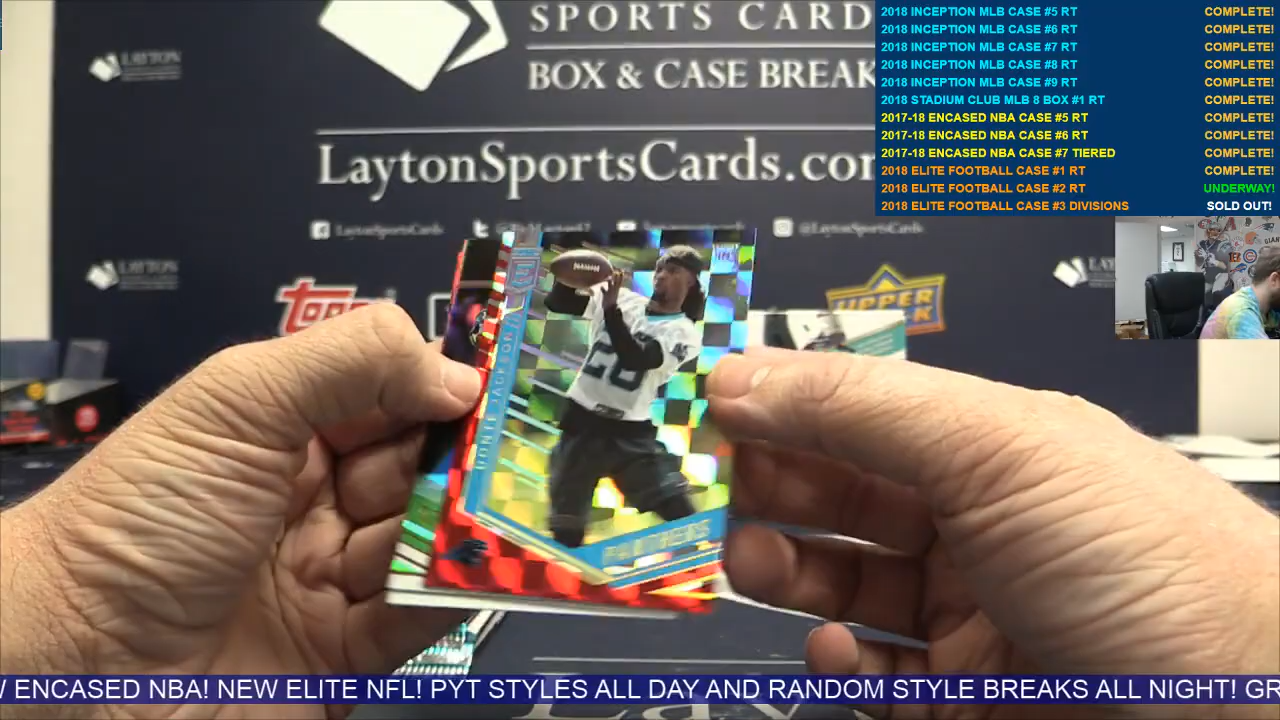 SPORTS CARD
BOX & CASE BREAK
LaytonSportsCards.com
LaytonSportsCards
@LaytonSportsCards
LAYTON
LAYTON
topps
UPPER
2018 INCEPTION MLB CASE #5 RT COMPLETE!
2018 INCEPTION MLB CASE #6 RT COMPLETE!
2018 INCEPTION MLB CASE #7 RT COMPLETE!
2018 INCEPTION MLB CASE #8 RT COMPLETE!
2018 INCEPTION MLB CASE #9 RT COMPLETE!
2018 STADIUM CLUB MLB 8 BOX #1 RT COMPLETE!
2017-18 ENCASED NBA CASE #5 RT COMPLETE!
2017-18 ENCASED NBA CASE #6 RT COMPLETE!
2017-18 ENCASED NBA CASE #7 TIERED COMPLETE!
2018 ELITE FOOTBALL CASE #1 RT COMPLETE!
2018 ELITE FOOTBALL CASE #2 RT UNDERWAY!
2018 ELITE FOOTBALL CASE #3 DIVISIONS SOLD OUT!
DONTE JACKSON
PANTHERS
ENCASED NBA! NEW ELITE NFL! PYT STYLES ALL DAY AND RANDOM STYLE BREAKS ALL NIGHT! GR